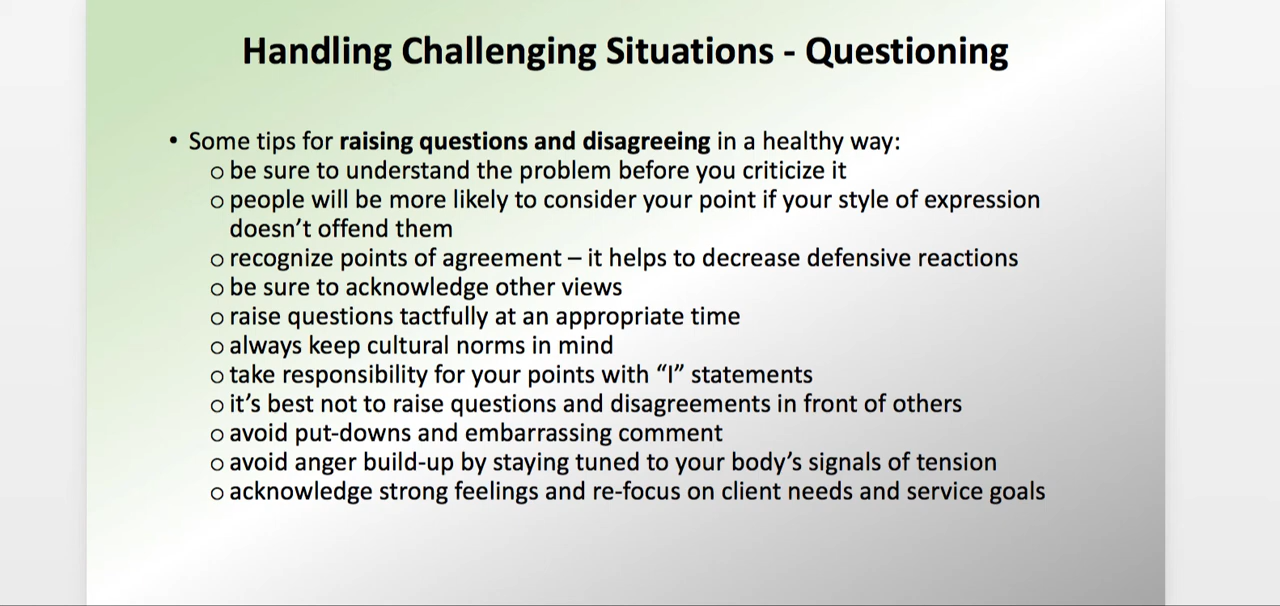 Handling Challenging Situations - Questioning
• Some tips for raising questions and disagreeing in a healthy way:
o be sure to understand the problem before you criticize it
o people will be more likely to consider your point if your style of expression
doesn’t offend them
o recognize points of agreement – it helps to decrease defensive reactions
o be sure to acknowledge other views
o raise questions tactfully at an appropriate time
o always keep cultural norms in mind
o take responsibility for your points with “I” statements
o it’s best not to raise questions and disagreements in front of others
o avoid put-downs and embarrassing comment
o avoid anger build-up by staying tuned to your body’s signals of tension
o acknowledge strong feelings and re-focus on client needs and service goals